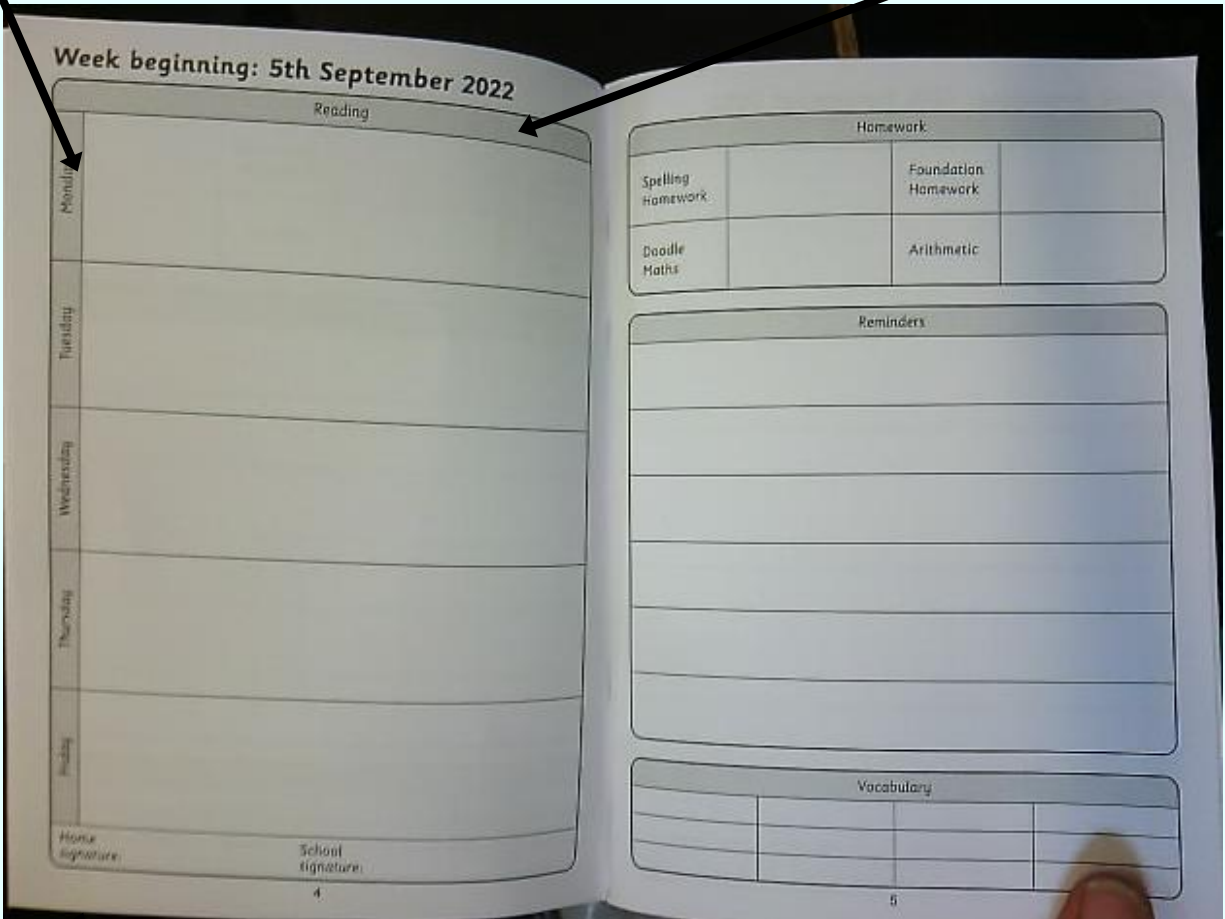 Week beginning: 5th September 2022
Reading
Monday
Tuesday
Wednesday
Thursday
Friday
Home
signature:
School
signature:
4
Homework
Spelling
Homework
Foundation
Homework
Doodle
Maths
Arithmetic
Reminders
Vocabulary
5